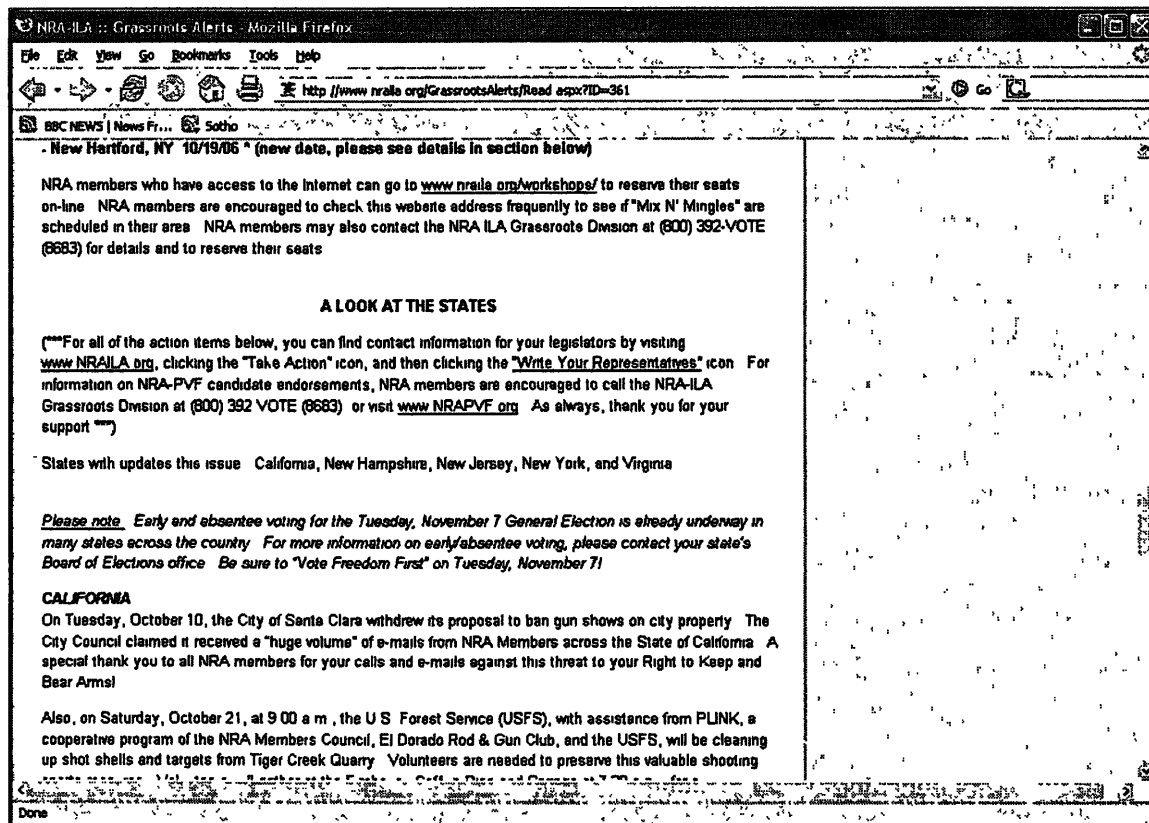 NRA-ILA :: Grassroots Alerts - Mozilla Firefox
File Edit View Go Bookmarks Tools Help
http //www nraila org/GrassrootsAlerts/Read aspx?ID=361 Go
BBC NEWS | News Fr... Sotho
- New Hartford, NY 10/19/06 * (new date, please see details in section below)
NRA members who have access to the Internet can go to www nraila org/workshops/ to reserve their seats
on-line NRA members are encouraged to check this website address frequently to see if "Mix N' Mingles" are
scheduled in their area NRA members may also contact the NRA ILA Grassroots Division at (800) 392-VOTE
(8683) for details and to reserve their seats
A LOOK AT THE STATES
(***For all of the action items below, you can find contact information for your legislators by visiting
www NRAILA org, clicking the "Take Action" icon, and then clicking the "Write Your Representatives" icon For
information on NRA-PVF candidate endorsements, NRA members are encouraged to call the NRA-ILA
Grassroots Division at (800) 392 VOTE (8683) or visit www NRAPVF org As always, thank you for your
support ***)
States with updates this issue California, New Hampshire, New Jersey, New York, and Virginia
Please note Early and absentee voting for the Tuesday, November 7 General Election is already underway in
many states across the country For more information on early/absentee voting, please contact your state's
Board of Elections office Be sure to "Vote Freedom First" on Tuesday, November 7!
CALIFORNIA
On Tuesday, October 10, the City of Santa Clara withdrew its proposal to ban gun shows on city property The
City Council claimed it received a "huge volume" of e-mails from NRA Members across the State of California A
special thank you to all NRA members for your calls and e-mails against this threat to your Right to Keep and
Bear Arms!
Also, on Saturday, October 21, at 9 00 a m , the U S Forest Service (USFS), with assistance from PLINK, a
cooperative program of the NRA Members Council, El Dorado Rod & Gun Club, and the USFS, will be cleaning
up shot shells and targets from Tiger Creek Quarry Volunteers are needed to preserve this valuable shooting
Done